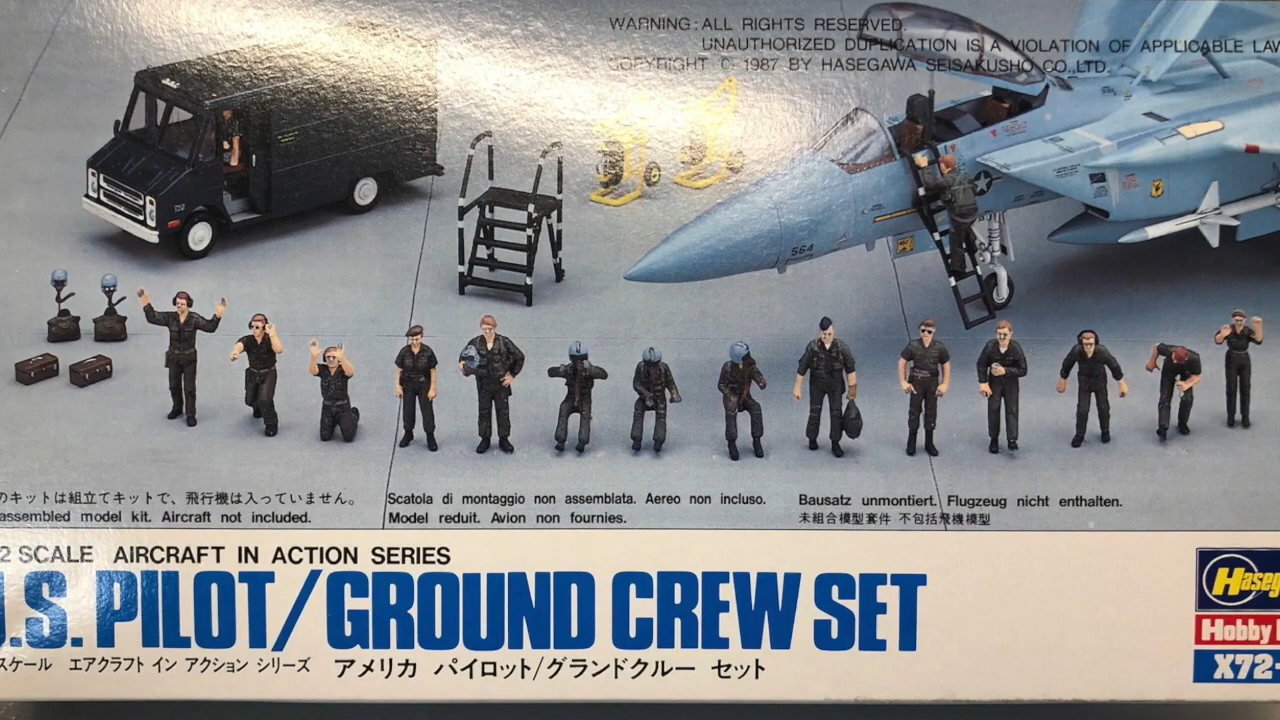 WARNING: ALL RIGHTS RESERVED.
UNAUTHORIZED DUPLICATION IS A VIOLATION OF APPLICABLE LAW
COPYRIGHT © 1987 BY HASEGAWA SEISAKUSHO CO.,LTD.
564
のキットは組立てキットで、飛行機は入っていません。
assembled model kit. Aircraft not included.
Scatola di montaggio non assemblata. Aereo non incluso.
Model reduit. Avion non fournies.
Bausatz unmontiert. Flugzeug nicht enthalten.
未組合模型套件 不包括飛機模型
2 SCALE AIRCRAFT IN ACTION SERIES
U.S. PILOT/GROUND CREW SET
スケール エアクラフト イン アクション シリーズ アメリカ パイロット/グランドクルー セット
Haseg
Hobby
X72-